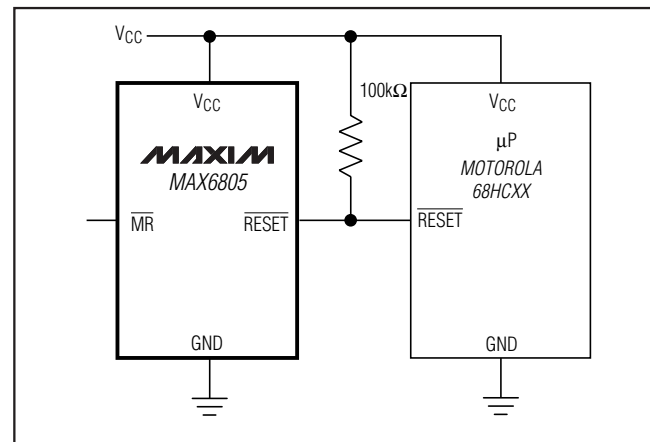 VCC
100kΩ
VCC
MAXIM
MAX6805
MR
RESET
GND
VCC
μP
MOTOROLA
68HCXX
RESET
GND